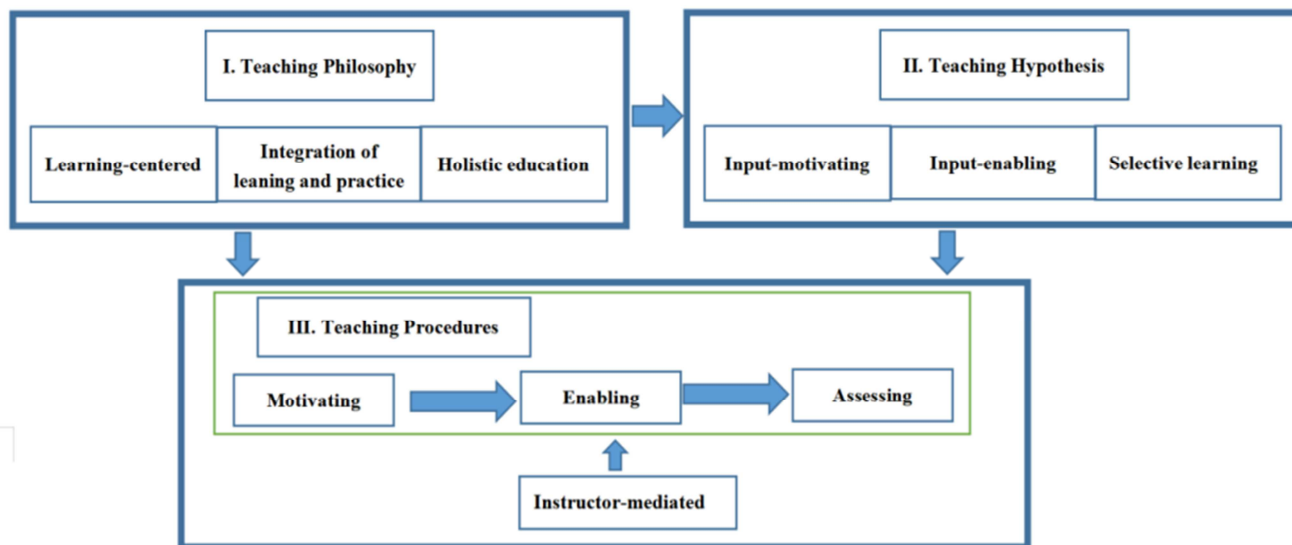 I. Teaching Philosophy
Learning-centered
Integration of
leaning and practice
Holistic education
II. Teaching Hypothesis
Input-motivating
Input-enabling
Selective learning
III. Teaching Procedures
Motivating
Enabling
Assessing
Instructor-mediated